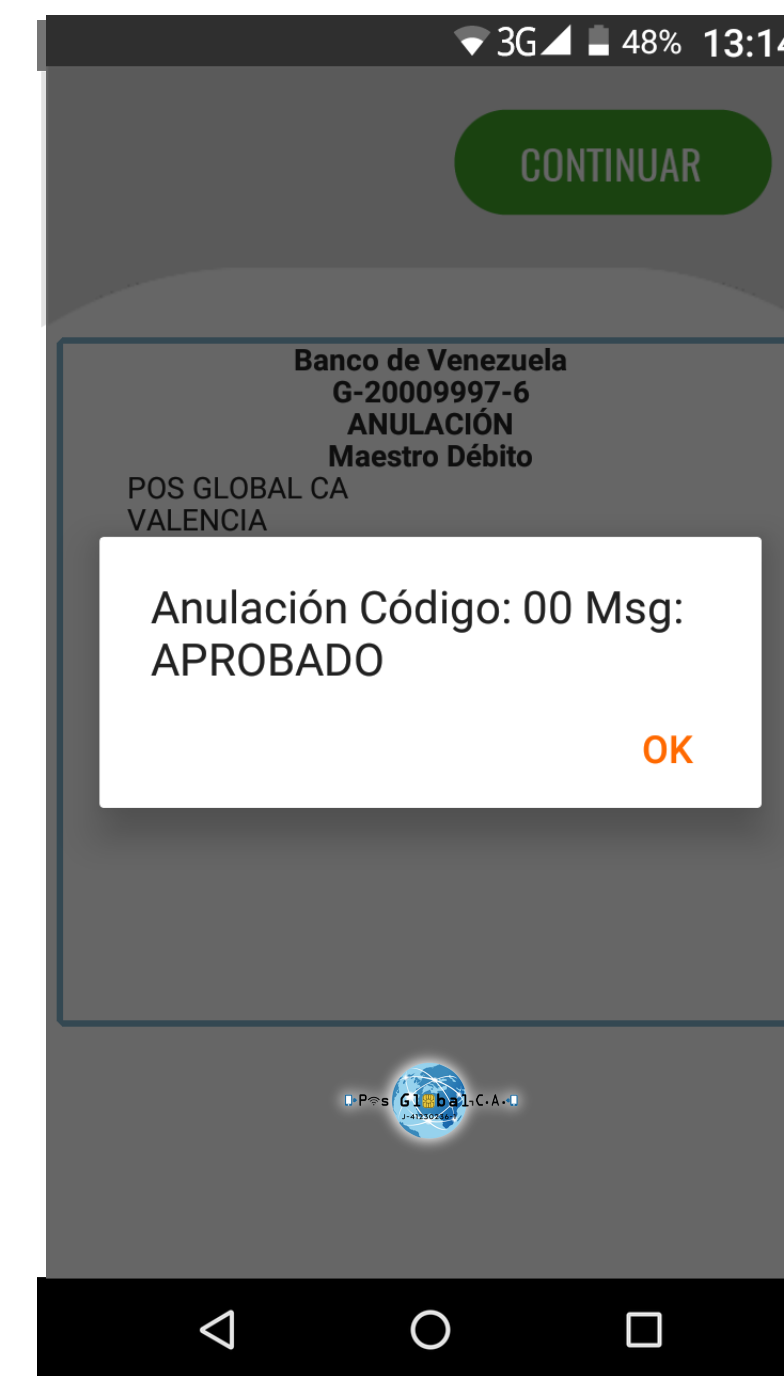 3G 48% 13:14
CONTINUAR
Banco de Venezuela
G-20009997-6
ANULACIÓN
Maestro Débito
POS GLOBAL CA
VALENCIA
Anulación Código: 00 Msg:
APROBADO
OK
Pos Global, C.A.